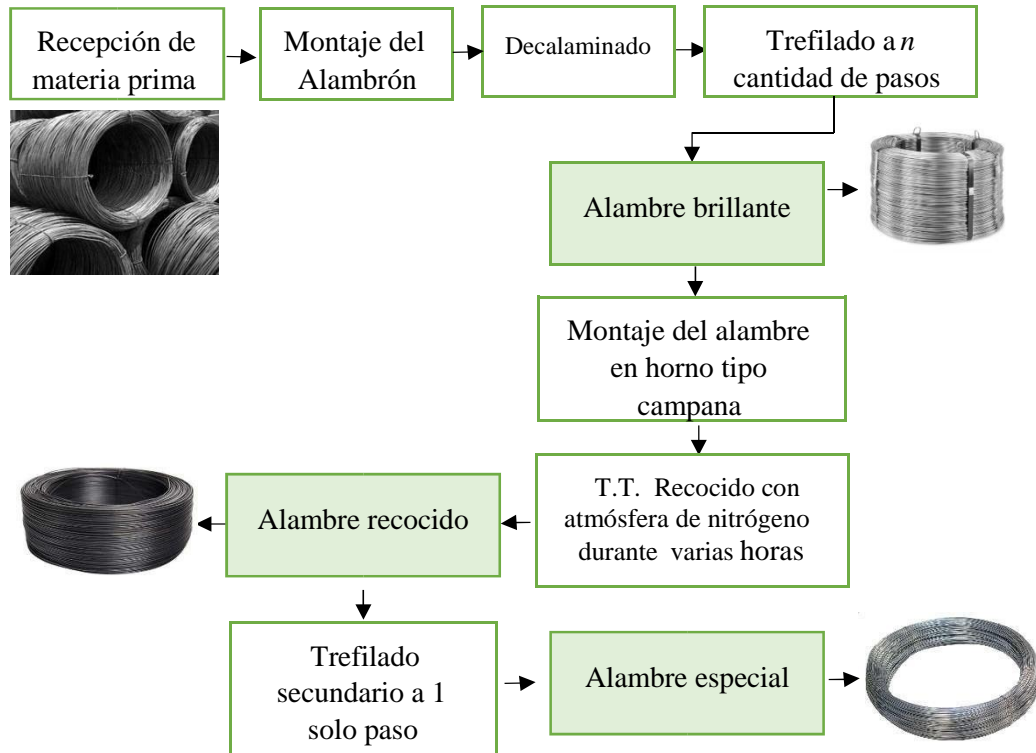 Recepción de
materia prima
Montaje del
Alambrón
Decalaminado
Trefilado a n
cantidad de pasos
Alambre brillante
Montaje del alambre
en horno tipo
campana
T.T. Recocido con
atmósfera de nitrógeno
durante varias horas
Alambre recocido
Trefilado
secundario a 1
solo paso
Alambre especial